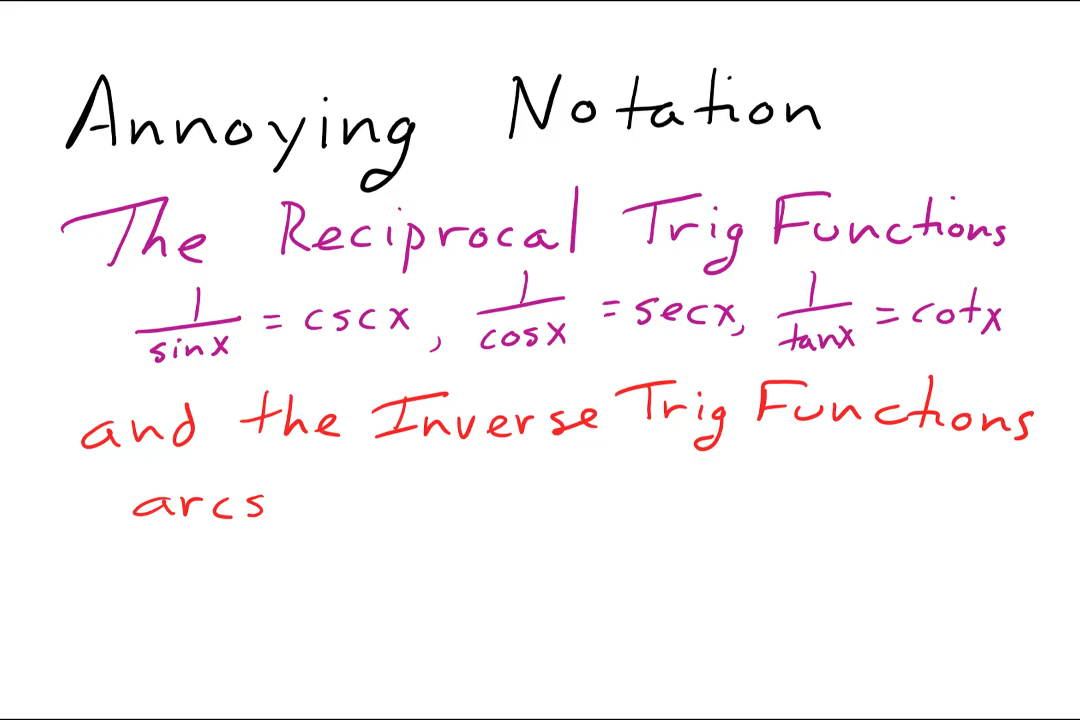 Annoying Notation
The Reciprocal Trig Functions
1/sinx = cscx, 1/cosx = secx, 1/tanx = cotx
and the Inverse Trig Functions
arcs